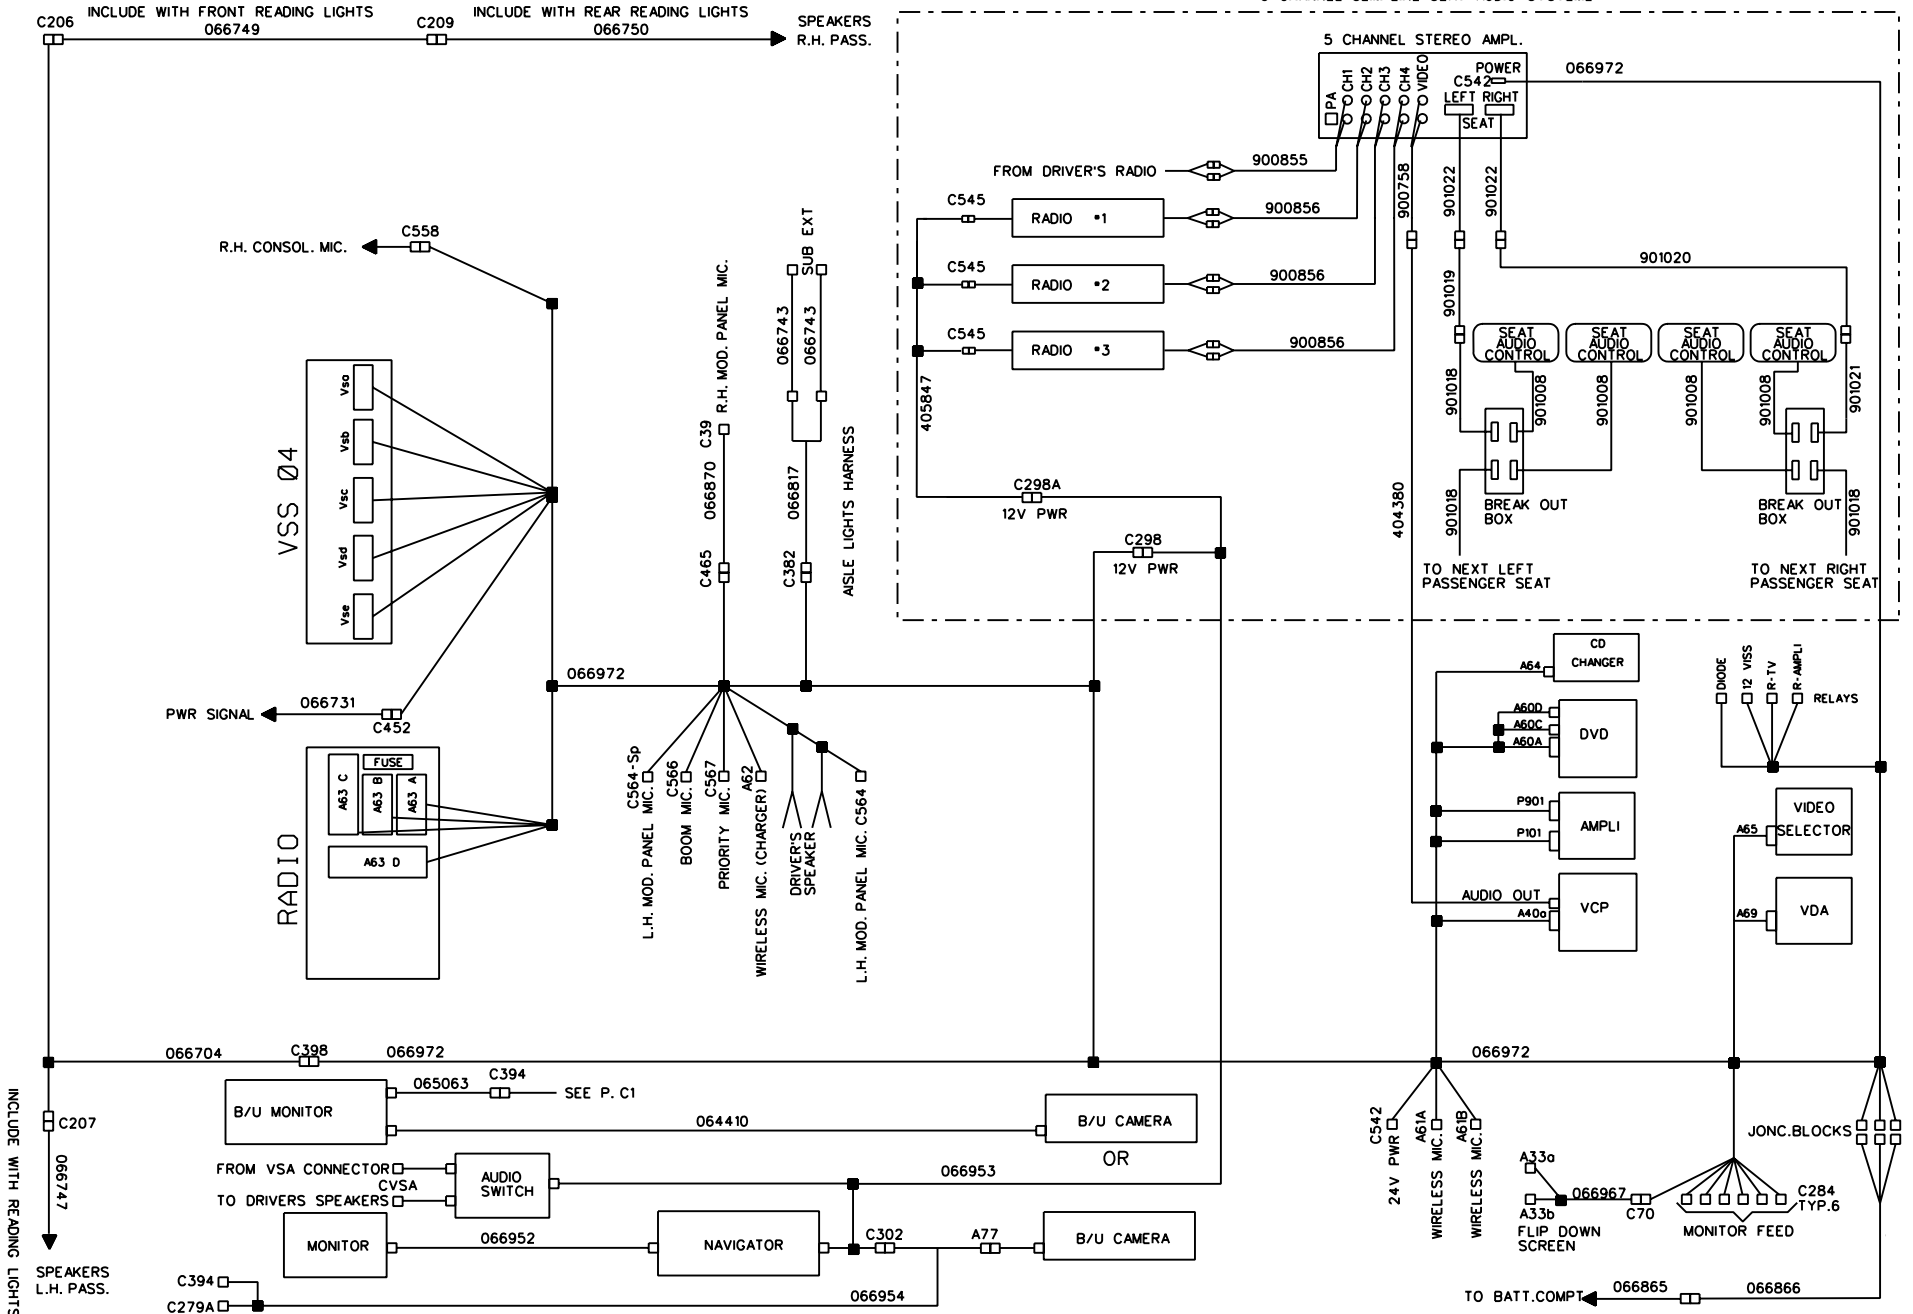 INCLUDE WITH FRONT READING LIGHTS
INCLUDE WITH REAR READING LIGHTS
C206
066749
C209
066750
SPEAKERS
R.H. PASS.
5 CHANNEL STEREO AMPL.
POWER
C542
066972
LEFT RIGHT
SEAT
PA
CH1
CH2
CH3
CH4
VIDEO
FROM DRIVER'S RADIO
900855
900758
901022
901022
C545
RADIO •1
900856
C545
RADIO •2
900856
C545
RADIO •3
900856
901020
901019
SEAT
AUDIO
CONTROL
SEAT
AUDIO
CONTROL
SEAT
AUDIO
CONTROL
SEAT
AUDIO
CONTROL
901018
901008
901008
901008
901008
901021
405847
C298A
12V PWR
C298
12V PWR
404380
901018
BREAK OUT
BOX
BREAK OUT
BOX
901018
TO NEXT LEFT
PASSENGER SEAT
TO NEXT RIGHT
PASSENGER SEAT
R.H. CONSOL. MIC.
C558
R.H. MOD. PANEL MIC.
C39
066870
C465
SUB EXT
066743
066743
066817
C382
AISLE LIGHTS HARNESS
VSS 04
Vsa
Vsb
Vsc
Vsd
Vse
066972
PWR SIGNAL
066731
C452
RADIO
FUSE
A63 C
A63 B
A63 A
A63 D
C564-Sp
L.H. MOD. PANEL MIC.
C566
BOOM MIC.
C567
PRIORITY MIC.
A62
WIRELESS MIC. (CHARGER)
DRIVER'S
SPEAKER
L.H. MOD. PANEL MIC. C564
A64
CD
CHANGER
A60D
A60C
A60A
DVD
P901
P101
AMPLI
AUDIO OUT
A40a
VCP
DIODE
12 VISS
R-TV
R-AMPLI
RELAYS
VIDEO
SELECTOR
A65
A69
VDA
066704
C398
066972
066972
B/U MONITOR
065063
C394
SEE P. C1
064410
B/U CAMERA
OR
C207
066747
SPEAKERS
L.H. PASS.
INCLUDE WITH READING LIGHTS
FROM VSA CONNECTOR
CVSA
TO DRIVERS SPEAKERS
AUDIO
SWITCH
066953
MONITOR
066952
NAVIGATOR
C302
A77
B/U CAMERA
C394
C279A
066954
C542
24V PWR
A61A
WIRELESS MIC.
A61B
WIRELESS MIC.
JONC.BLOCKS
A33a
A33b
066967
C70
FLIP DOWN
SCREEN
C284
TYP.6
MONITOR FEED
TO BATT.COMPT
066865
066866